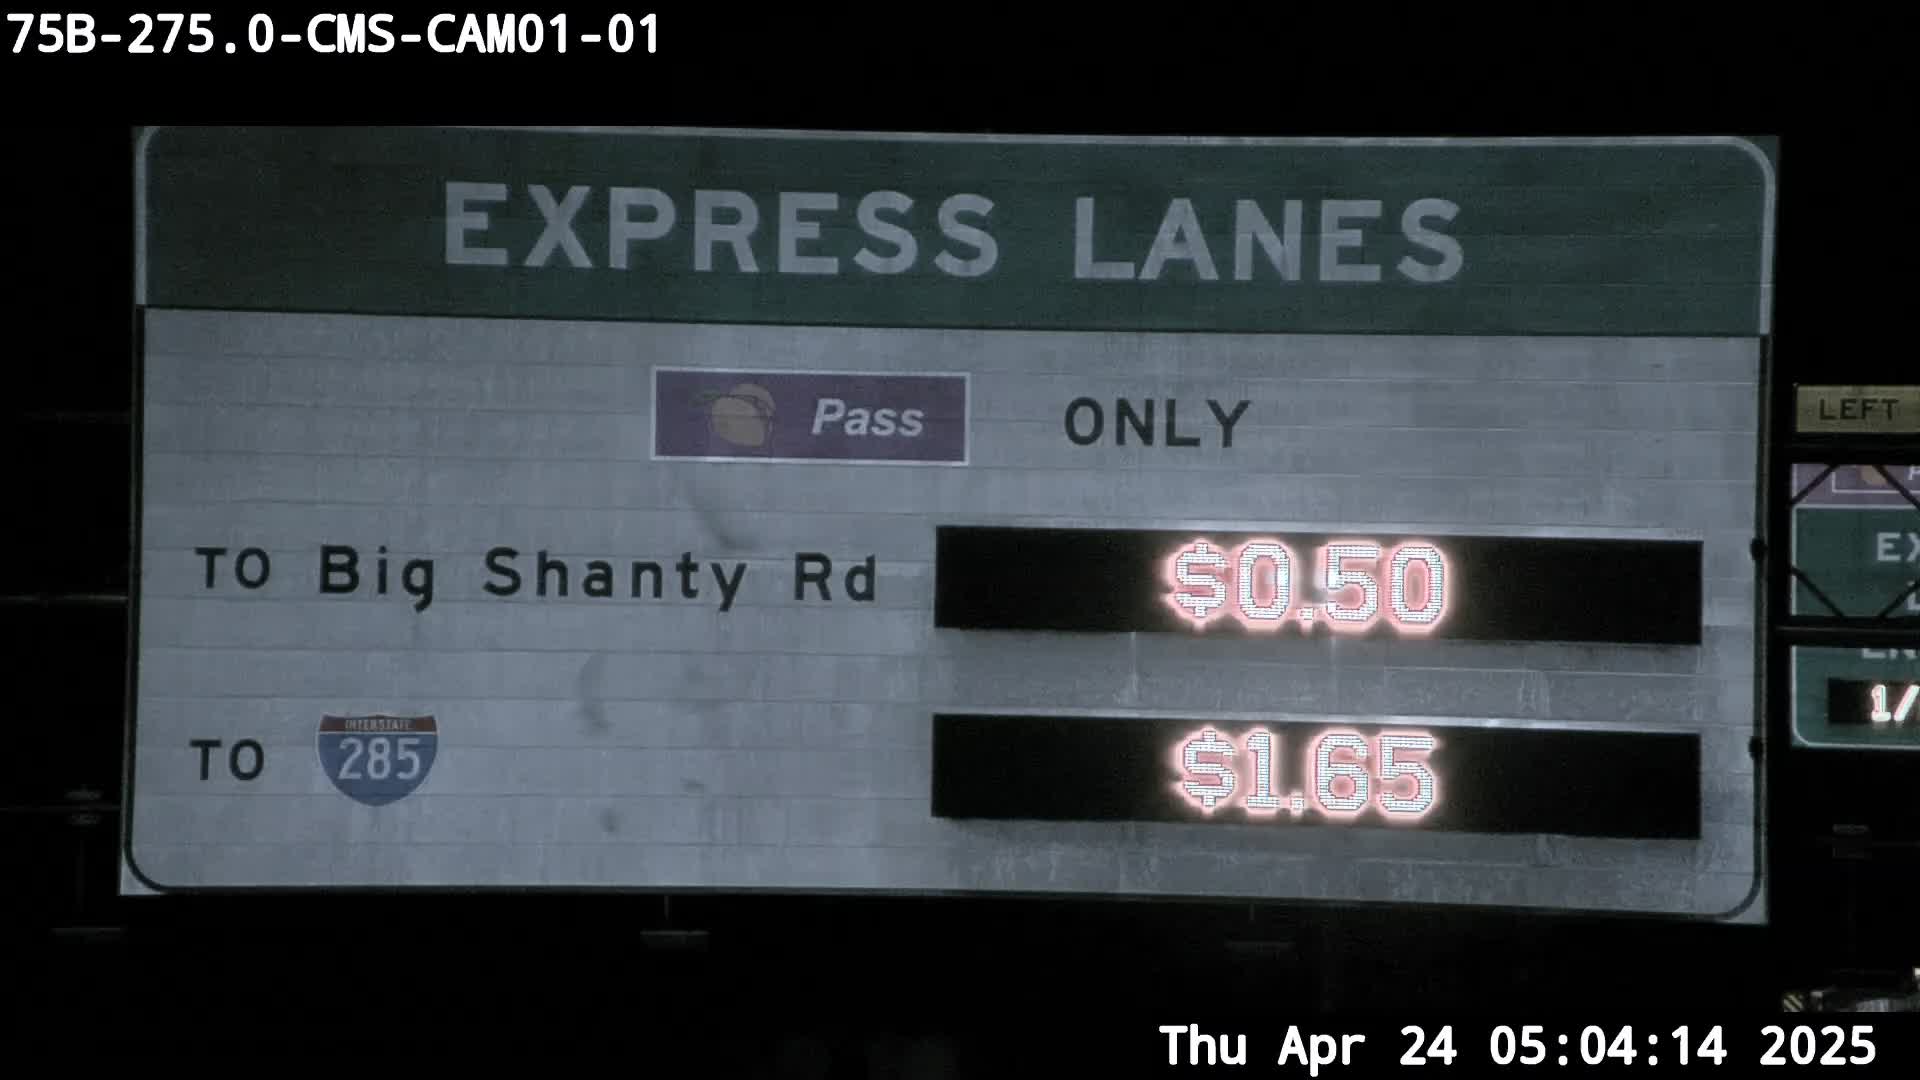 75B-275.0-CMS-CAM01-01
EXPRESS LANES
Pass ONLY
TO Big Shanty Rd $0.50
TO INTERSTATE 285 $1.65
LEFT
Thu Apr 24 05:04:14 2025